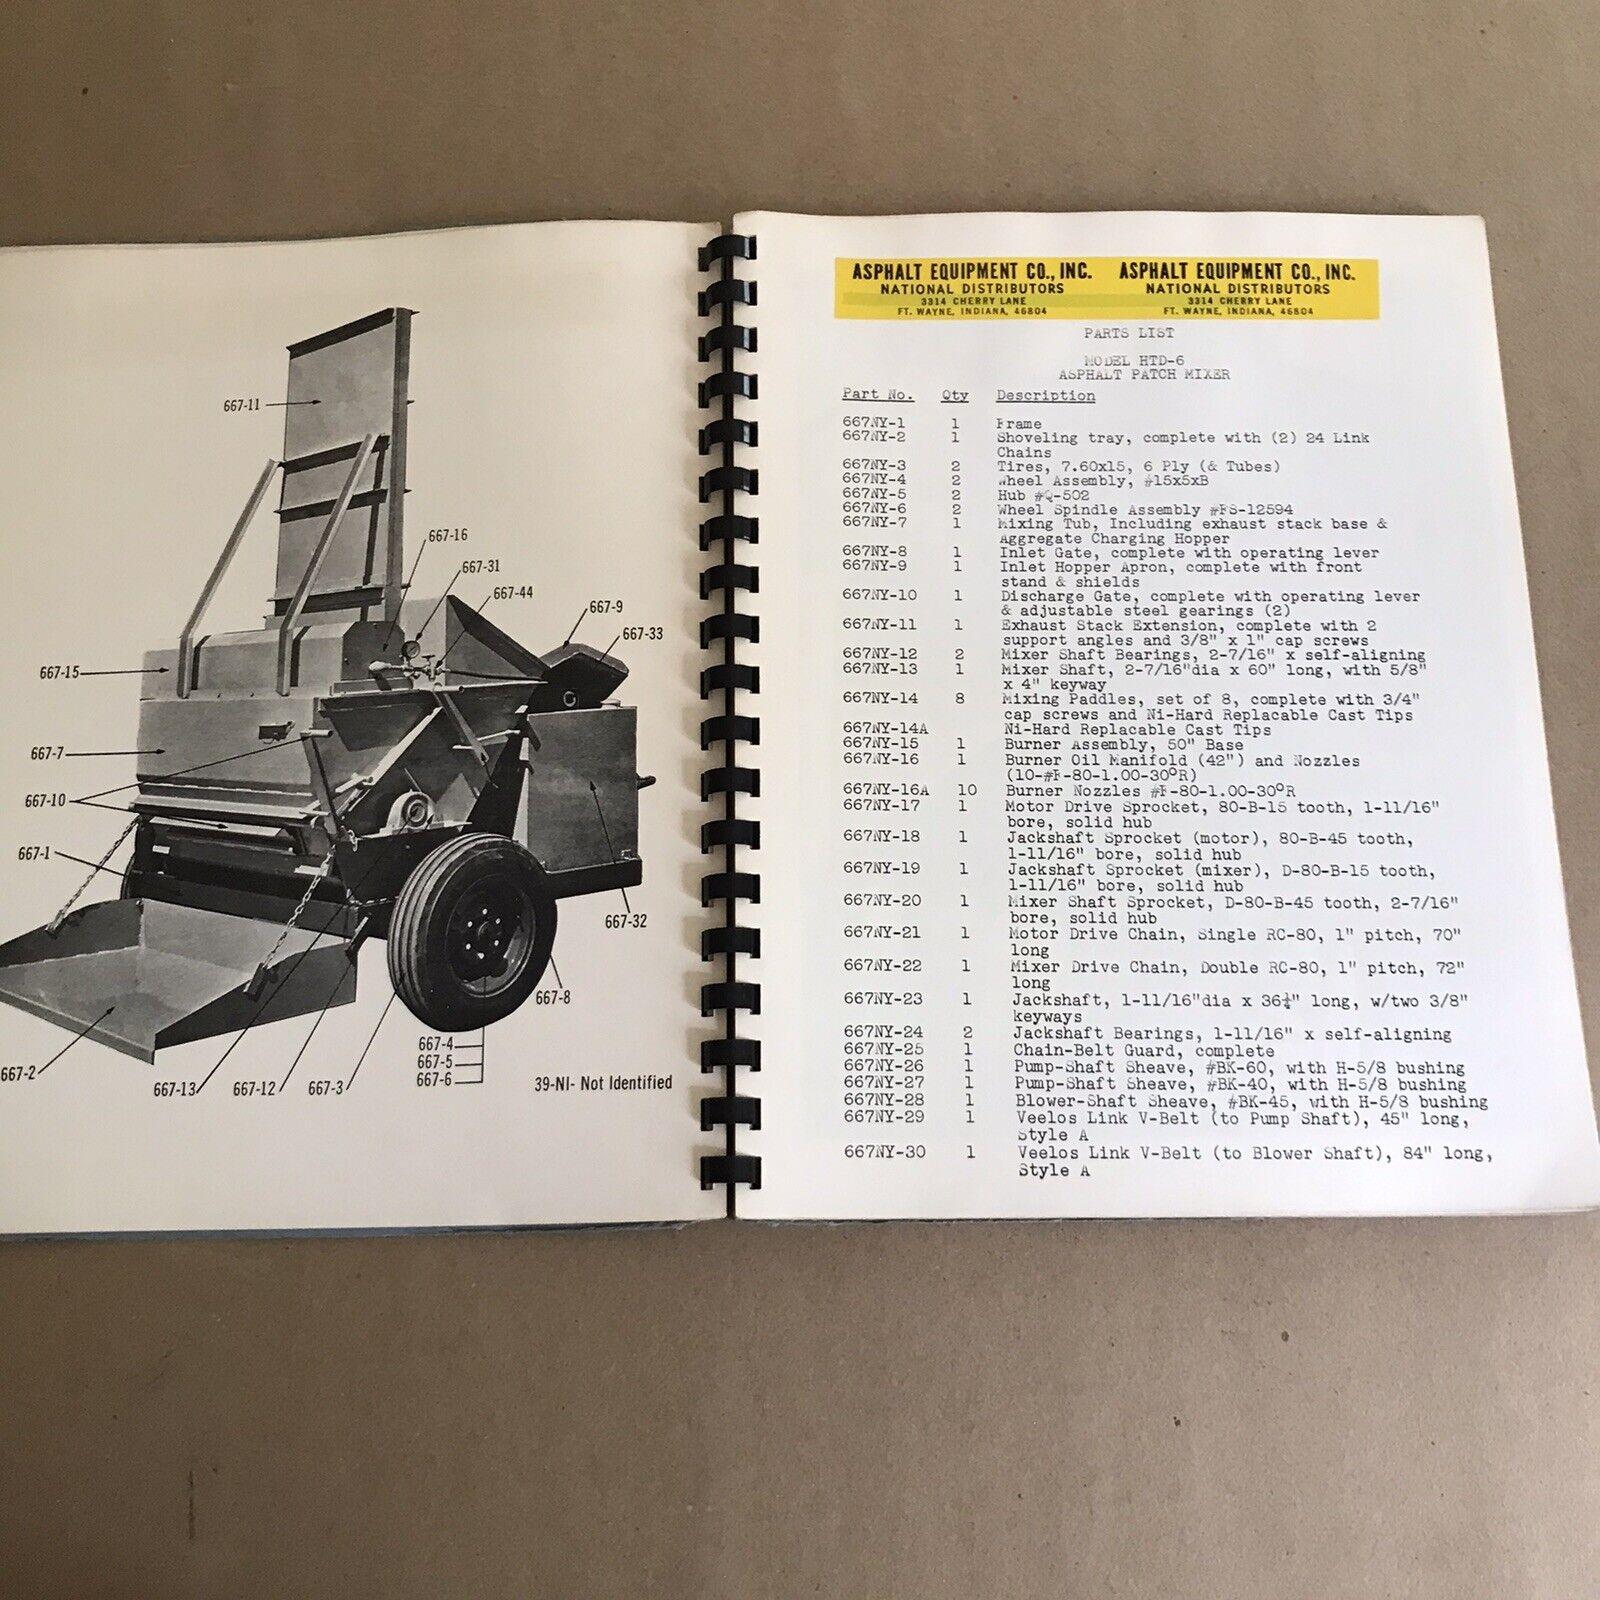 667-11
667-16
667-31
667-44
667-9
667-33
667-15
667-7
667-10
667-1
667-32
667-8
667-2
667-13
667-12
667-3
667-4
667-5
667-6
39-NI- Not Identified
ASPHALT EQUIPMENT CO., INC. ASPHALT EQUIPMENT CO., INC.
NATIONAL DISTRIBUTORS NATIONAL DISTRIBUTORS
3314 CHERRY LANE 3314 CHERRY LANE
FT. WAYNE, INDIANA, 46804 FT. WAYNE, INDIANA, 46804
PARTS LIST
MODEL HTD-6
ASPHALT PATCH MIXER
Part No. Qty Description
667NY-1 1 Frame
667NY-2 1 Shoveling tray, complete with (2) 24 Link
Chains
667NY-3 2 Tires, 7.60x15, 6 Ply (& Tubes)
667NY-4 2 Wheel Assembly, #15x5xB
667NY-5 2 Hub #Q-502
667NY-6 2 Wheel Spindle Assembly #FS-12594
667NY-7 1 Mixing Tub, Including exhaust stack base &
Aggregate Charging Hopper
667NY-8 1 Inlet Gate, complete with operating lever
667NY-9 1 Inlet Hopper Apron, complete with front
stand & shields
667NY-10 1 Discharge Gate, complete with operating lever
& adjustable steel gearings (2)
667NY-11 1 Exhaust Stack Extension, complete with 2
support angles and 3/8" x 1" cap screws
667NY-12 2 Mixer Shaft Bearings, 2-7/16" x self-aligning
667NY-13 1 Mixer Shaft, 2-7/16"dia x 60" long, with 5/8"
x 4" keyway
667NY-14 8 Mixing Paddles, set of 8, complete with 3/4"
cap screws and Ni-Hard Replacable Cast Tips
667NY-14A Ni-Hard Replacable Cast Tips
667NY-15 1 Burner Assembly, 50" Base
667NY-16 1 Burner Oil Manifold (42") and Nozzles
(10-#F-80-1.00-30°R)
667NY-16A 10 Burner Nozzles #F-80-1.00-30°R
667NY-17 1 Motor Drive Sprocket, 80-B-15 tooth, 1-11/16"
bore, solid hub
667NY-18 1 Jackshaft Sprocket (motor), 80-B-45 tooth,
1-11/16" bore, solid hub
667NY-19 1 Jackshaft Sprocket (mixer), D-80-B-15 tooth,
1-11/16" bore, solid hub
667NY-20 1 Mixer Shaft Sprocket, D-80-B-45 tooth, 2-7/16"
bore, solid hub
667NY-21 1 Motor Drive Chain, Single RC-80, 1" pitch, 70"
long
667NY-22 1 Mixer Drive Chain, Double RC-80, 1" pitch, 72"
long
667NY-23 1 Jackshaft, 1-11/16"dia x 36¼" long, w/two 3/8"
keyways
667NY-24 2 Jackshaft Bearings, 1-11/16" x self-aligning
667NY-25 1 Chain-Belt Guard, complete
667NY-26 1 Pump-Shaft Sheave, #BK-60, with H-5/8 bushing
667NY-27 1 Pump-Shaft Sheave, #BK-40, with H-5/8 bushing
667NY-28 1 Blower-Shaft Sheave, #BK-45, with H-5/8 bushing
667NY-29 1 Veelos Link V-Belt (to Pump Shaft), 45" long,
Style A
667NY-30 1 Veelos Link V-Belt (to Blower Shaft), 84" long,
Style A